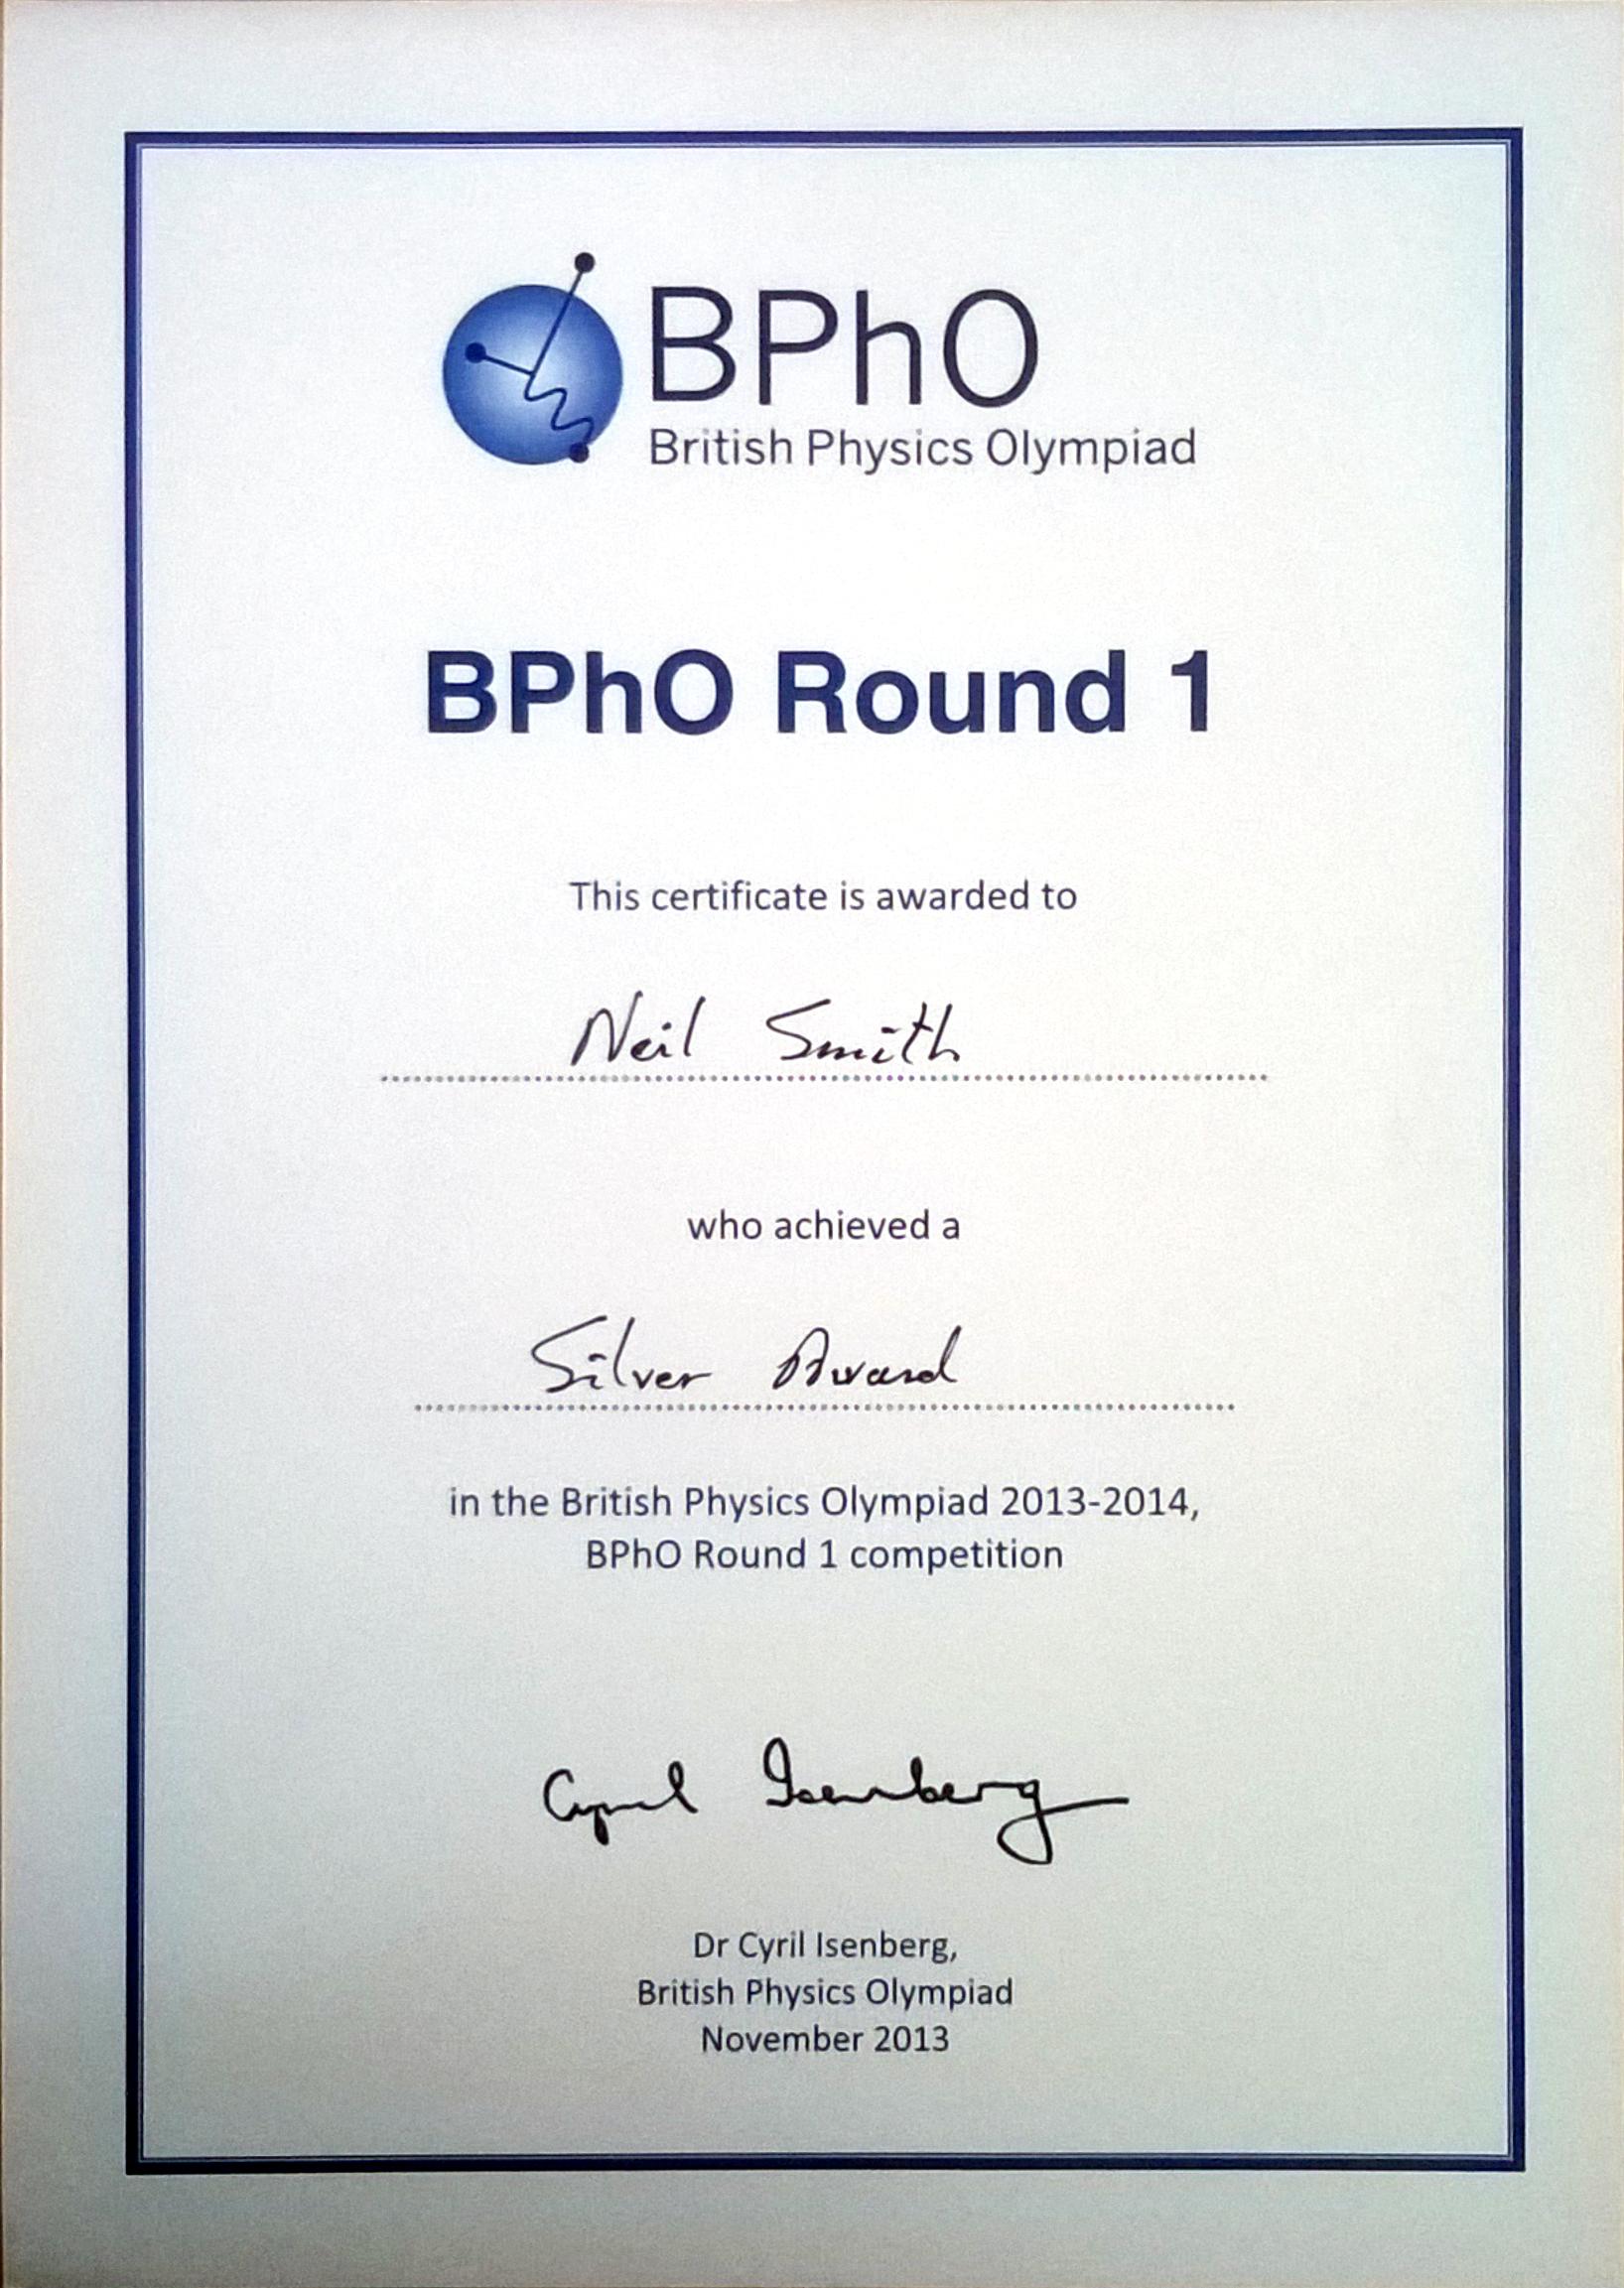 BPhO
British Physics Olympiad
BPhO Round 1
This certificate is awarded to
Neil Smith
who achieved a
Silver Award
in the British Physics Olympiad 2013-2014,
BPhO Round 1 competition
Cyril Isenberg
Dr Cyril Isenberg,
British Physics Olympiad
November 2013